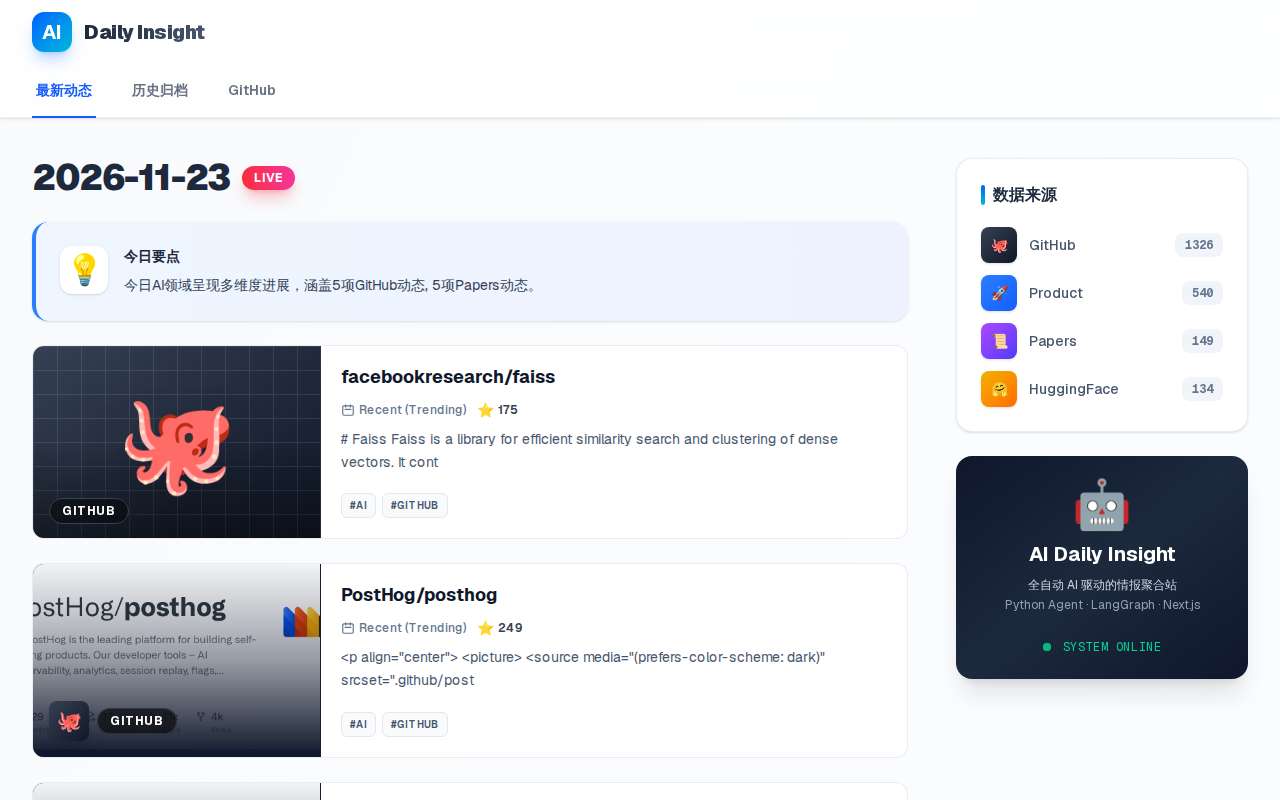 AI Daily Insight
最新动态 历史归档 GitHub
2026-11-23 LIVE
今日要点
今日AI领域呈现多维度进展，涵盖5项GitHub动态, 5项Papers动态。
facebookresearch/faiss
Recent (Trending) 175
# Faiss Faiss is a library for efficient similarity search and clustering of dense
vectors. It cont
#AI #GITHUB
GITHUB
ostHog/posthog
ostHog is the leading platform for building self-
ng products. Our developer tools – AI
rvability, analytics, session replay, flags,...
29 4k
GITHUB
PostHog/posthog
Recent (Trending) 249
<p align="center"> <picture> <source media="(prefers-color-scheme: dark)"
srcset=".github/post
#AI #GITHUB
数据来源
GitHub 1326
Product 540
Papers 149
HuggingFace 134
AI Daily Insight
全自动 AI 驱动的情报聚合站
Python Agent · LangGraph · Next.js
SYSTEM ONLINE